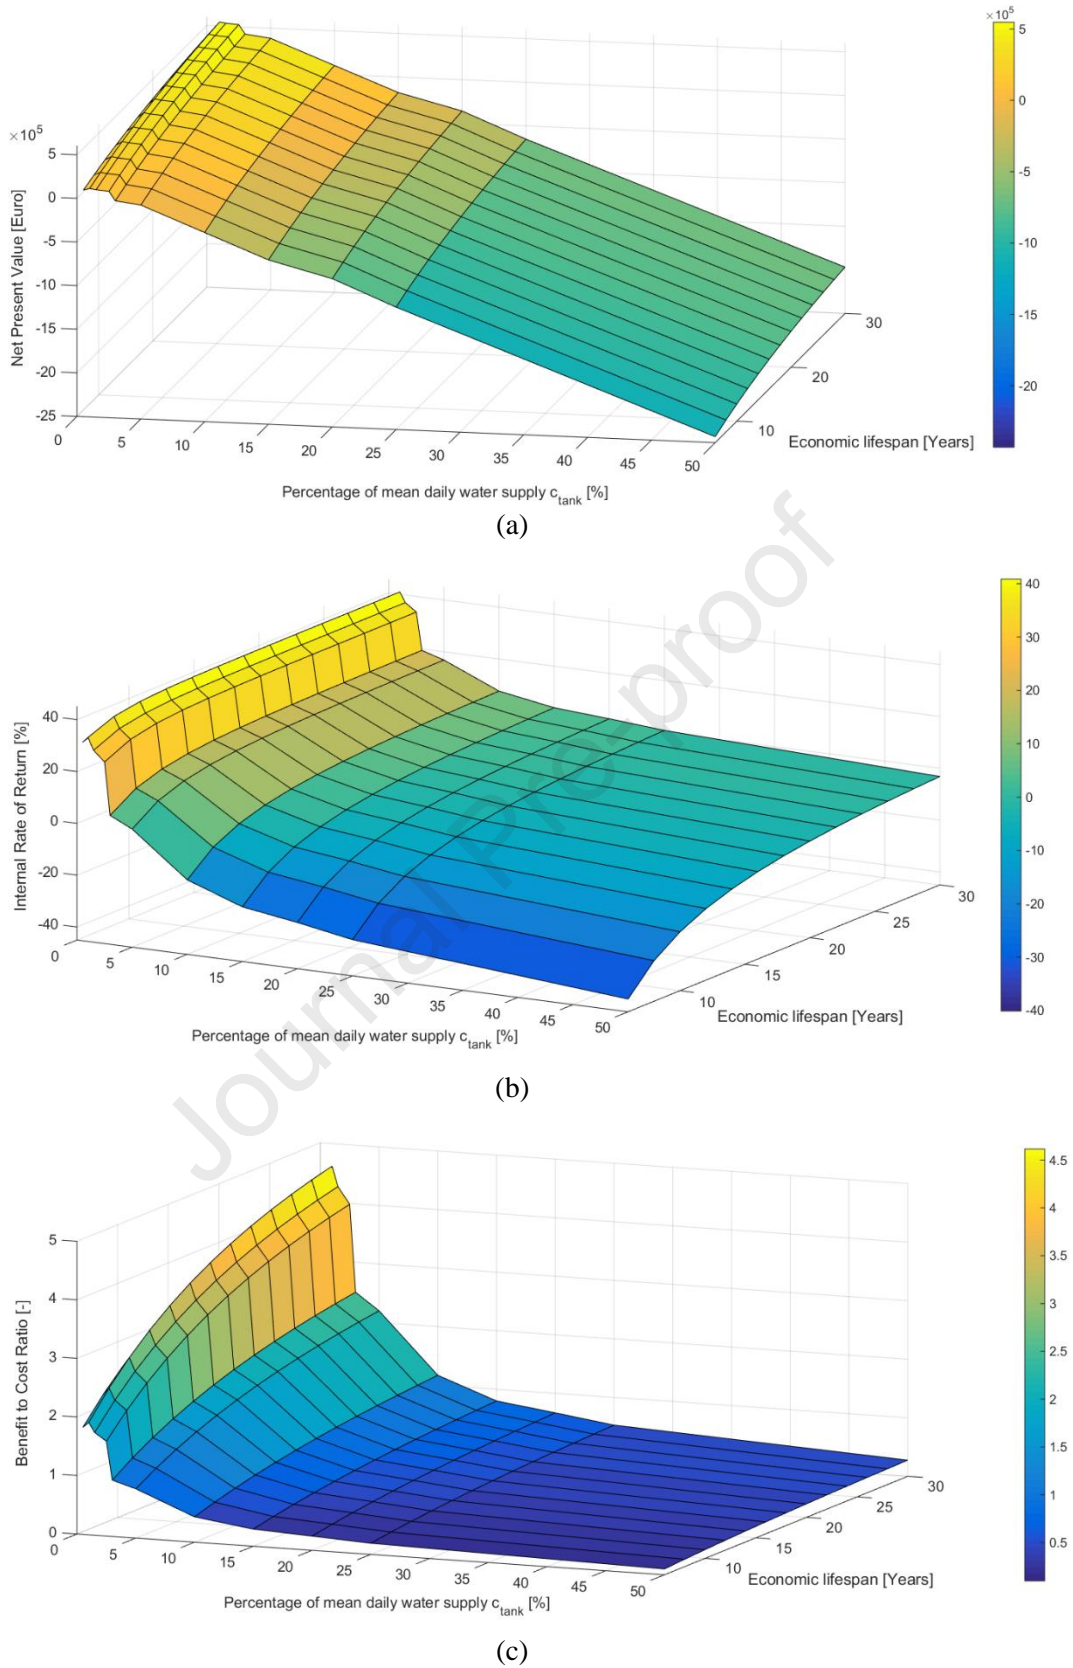 ×10⁵
5
0
-5
-10
-15
-20
×10⁵
5
0
-5
-10
-15
-20
-25
Net Present Value [Euro]
0 5 10 15 20 25 30 35 40 45 50
Percentage of mean daily water supply c_tank [%]
10 20 30
Economic lifespan [Years]
(a)
40
30
20
10
0
-10
-20
-30
-40
40
20
0
-20
-40
Internal Rate of Return [%]
0 5 10 15 20 25 30 35 40 45 50
Percentage of mean daily water supply c_tank [%]
10 15 20 25 30
Economic lifespan [Years]
(b)
Journal Pre-proof
4.5
4
3.5
3
2.5
2
1.5
1
0.5
5
4
3
2
1
0
Benefit to Cost Ratio [-]
0 5 10 15 20 25 30 35 40 45 50
Percentage of mean daily water supply c_tank [%]
10 15 20 25 30
Economic lifespan [Years]
(c)